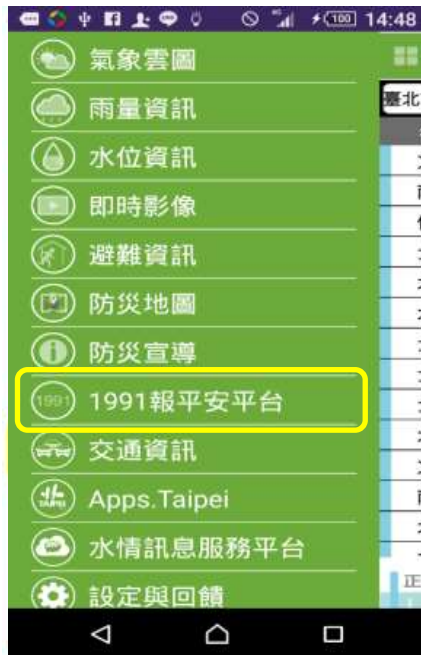 100
14:48
氣象雲圖
雨量資訊
臺北
水位資訊
即時影像
避難資訊
防災地圖
防災宣導
1991
1991報平安平台
交通資訊
TAIPEI
Apps.Taipei
水情訊息服務平台
設定與回饋
正